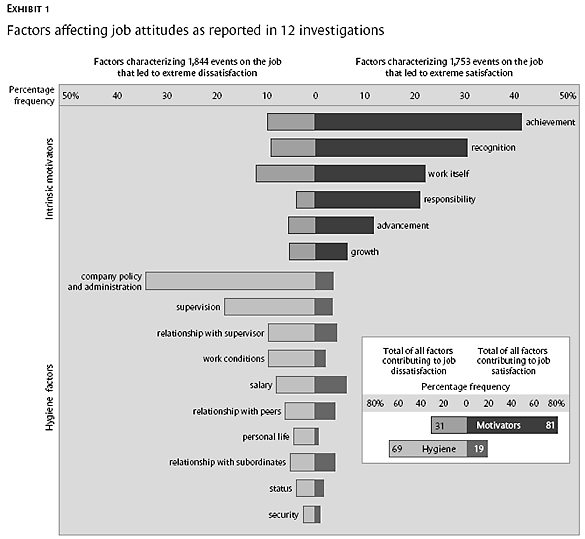 EXHIBIT 1
Factors affecting job attitudes as reported in 12 investigations
Factors characterizing 1,844 events on the job
that led to extreme dissatisfaction
Factors characterizing 1,753 events on the job
that led to extreme satisfaction
Percentage
frequency
50% 40 30 20 10 0 10 20 30 40 50%
Intrinsic motivators
achievement
recognition
work itself
responsibility
advancement
growth
Hygiene factors
company policy
and administration
supervision
relationship with supervisor
work conditions
salary
relationship with peers
personal life
relationship with subordinates
status
security
Total of all factors
contributing to job
dissatisfaction
Total of all factors
contributing to job
satisfaction
Percentage frequency
80% 60 40 20 0 20 40 60 80%
31 Motivators 81
69 Hygiene 19